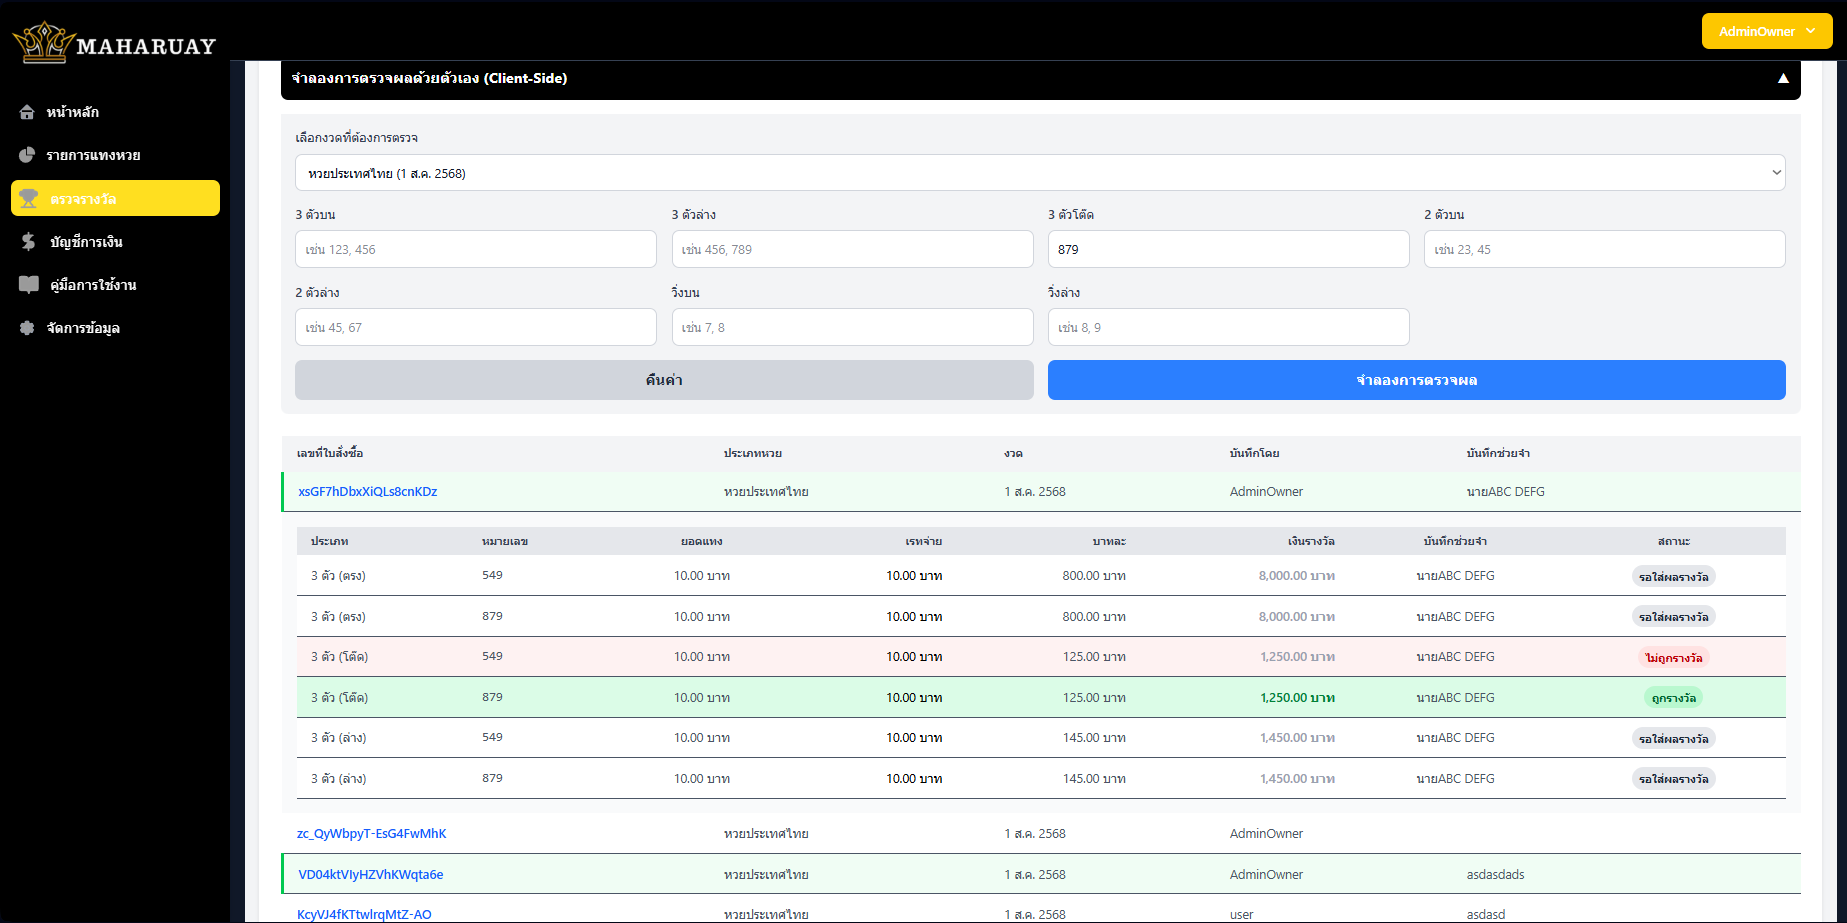 MAHARUAY
AdminOwner
หน้าหลัก
รายการแทงหวย
ตรวจรางวัล
บัญชีการเงิน
คู่มือการใช้งาน
จัดการข้อมูล
จำลองการตรวจผลด้วยตัวเอง (Client-Side) ▲
เลือกงวดที่ต้องการตรวจ
หวยประเทศไทย (1 ส.ค. 2568)
3 ตัวบน 3 ตัวล่าง 3 ตัวโต๊ด 2 ตัวบน
เช่น 123, 456 เช่น 456, 789 879 เช่น 23, 45
2 ตัวล่าง วิ่งบน วิ่งล่าง
เช่น 45, 67 เช่น 7, 8 เช่น 8, 9
คืนค่า จำลองการตรวจผล
เลขที่ใบสั่งซื้อ ประเภทหวย งวด บันทึกโดย บันทึกช่วยจำ
xsGF7hDbxXiQLs8cnKDz หวยประเทศไทย 1 ส.ค. 2568 AdminOwner นายABC DEFG
ประเภท หมายเลข ยอดแทง เรทจ่าย บาทละ เงินรางวัล บันทึกช่วยจำ สถานะ
3 ตัว (ตรง) 549 10.00 บาท 10.00 บาท 800.00 บาท 8,000.00 บาท นายABC DEFG รอใส่ผลรางวัล
3 ตัว (ตรง) 879 10.00 บาท 10.00 บาท 800.00 บาท 8,000.00 บาท นายABC DEFG รอใส่ผลรางวัล
3 ตัว (โต๊ด) 549 10.00 บาท 10.00 บาท 125.00 บาท 1,250.00 บาท นายABC DEFG ไม่ถูกรางวัล
3 ตัว (โต๊ด) 879 10.00 บาท 10.00 บาท 125.00 บาท 1,250.00 บาท นายABC DEFG ถูกรางวัล
3 ตัว (ล่าง) 549 10.00 บาท 10.00 บาท 145.00 บาท 1,450.00 บาท นายABC DEFG รอใส่ผลรางวัล
3 ตัว (ล่าง) 879 10.00 บาท 10.00 บาท 145.00 บาท 1,450.00 บาท นายABC DEFG รอใส่ผลรางวัล
zc_QyWbpyT-EsG4FwMhK หวยประเทศไทย 1 ส.ค. 2568 AdminOwner
VD04ktVIyHZVhKWqta6e หวยประเทศไทย 1 ส.ค. 2568 AdminOwner asdasdads
KcyVJ4fKTtwlrqMtZ-AO หวยประเทศไทย 1 ส.ค. 2568 user asdasd